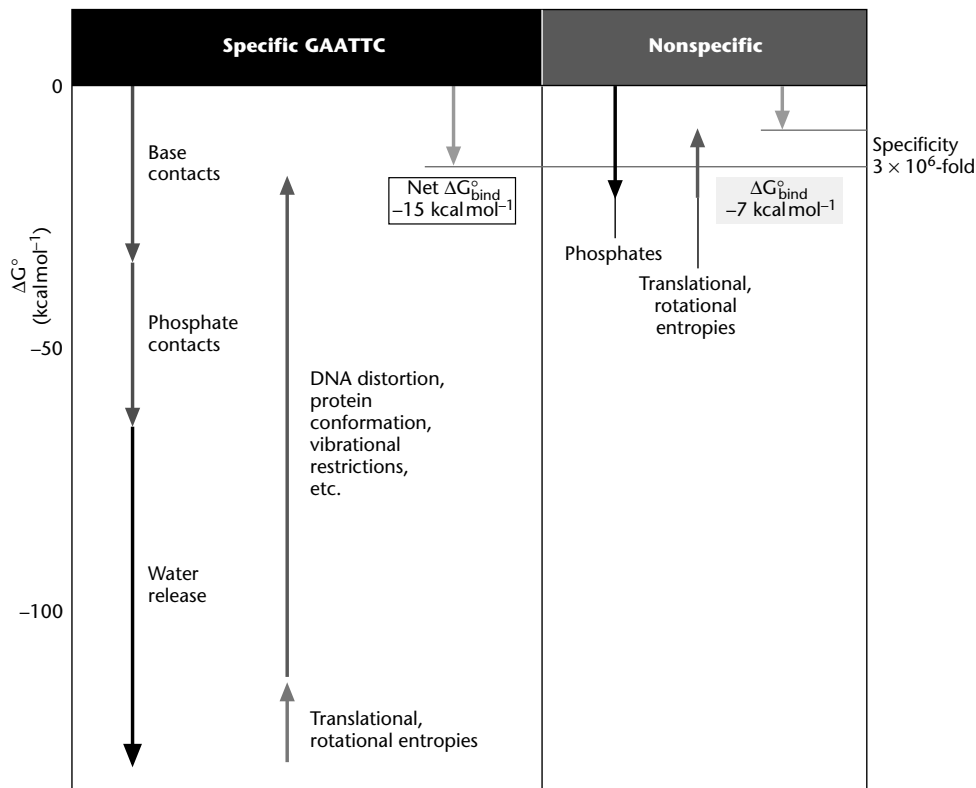 Specific GAATTC
Nonspecific
0
–50
–100
ΔG°
(kcal mol⁻¹)
Base
contacts
Phosphate
contacts
Water
release
DNA distortion,
protein
conformation,
vibrational
restrictions,
etc.
Translational,
rotational entropies
Net ΔG°bind
–15 kcal mol⁻¹
Phosphates
Translational,
rotational
entropies
ΔG°bind
–7 kcal mol⁻¹
Specificity
3 × 10⁶-fold